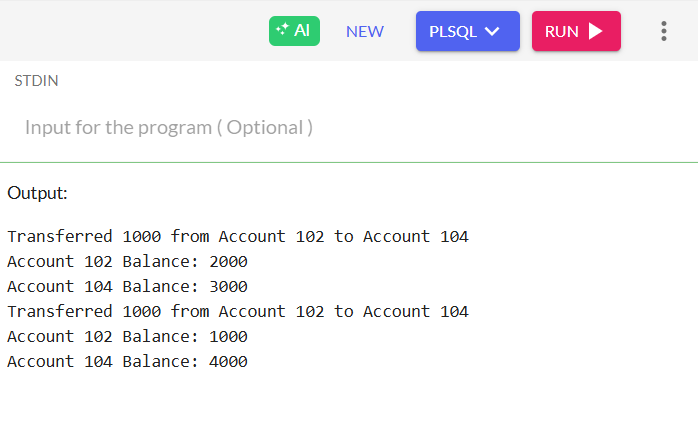 AI NEW PLSQL RUN
STDIN
Input for the program ( Optional )
Output:
Transferred 1000 from Account 102 to Account 104
Account 102 Balance: 2000
Account 104 Balance: 3000
Transferred 1000 from Account 102 to Account 104
Account 102 Balance: 1000
Account 104 Balance: 4000